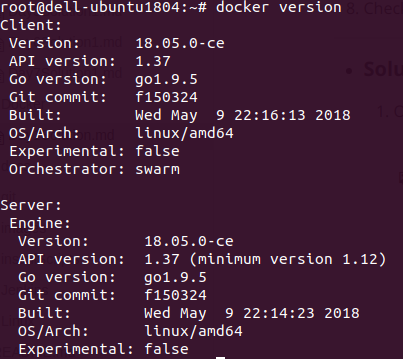 root@dell-ubuntu1804:~# docker version
Client:
 Version:      18.05.0-ce
 API version:  1.37
 Go version:   go1.9.5
 Git commit:   f150324
 Built:        Wed May  9 22:16:13 2018
 OS/Arch:      linux/amd64
 Experimental: false
 Orchestrator: swarm

Server:
 Engine:
  Version:      18.05.0-ce
  API version:  1.37 (minimum version 1.12)
  Go version:   go1.9.5
  Git commit:   f150324
  Built:        Wed May  9 22:14:23 2018
  OS/Arch:      linux/amd64
  Experimental: false